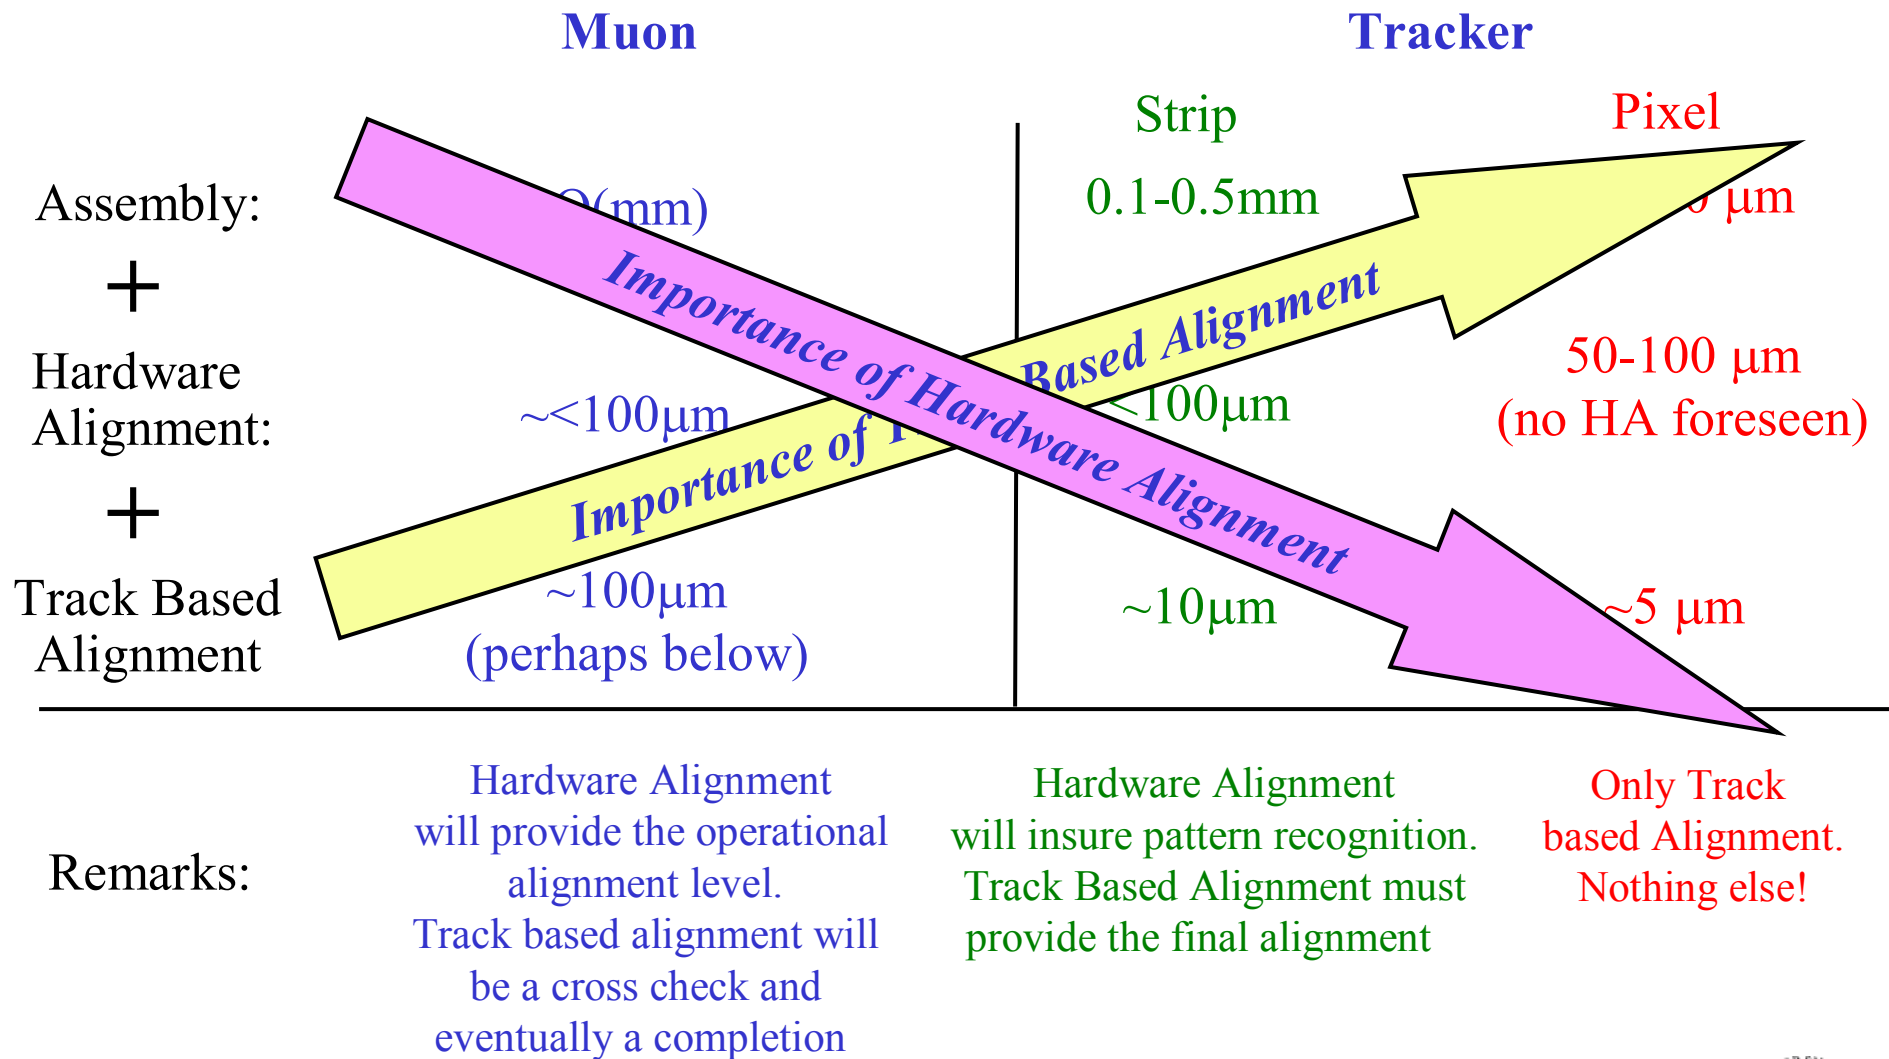 Muon Tracker
Strip Pixel
Assembly: O(mm) 0.1-0.5mm μm
+
Hardware
Alignment: ~<100μm <100μm 50-100 μm
(no HA foreseen)
+
Track Based
Alignment ~100μm
(perhaps below) ~10μm ~5 μm
Importance of Hardware Alignment
Importance of Based Alignment
Remarks:
Hardware Alignment
will provide the operational
alignment level.
Track based alignment will
be a cross check and
eventually a completion
Hardware Alignment
will insure pattern recognition.
Track Based Alignment must
provide the final alignment
Only Track
based Alignment.
Nothing else!